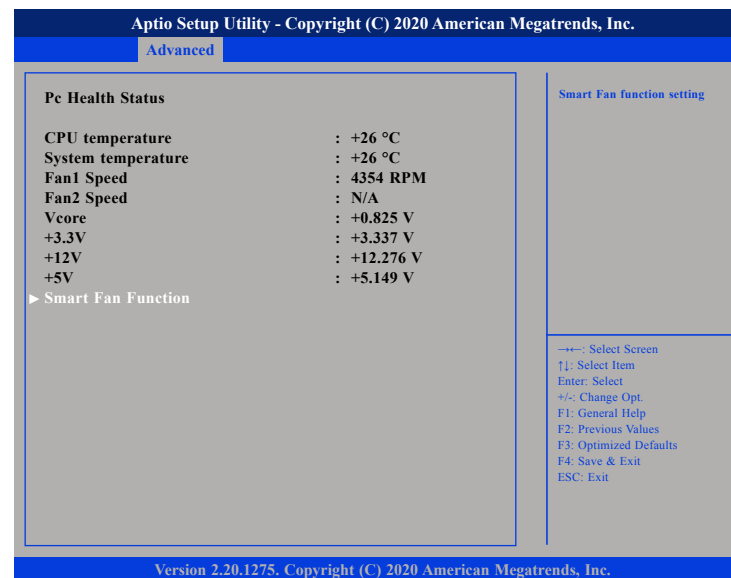 Aptio Setup Utility - Copyright (C) 2020 American Megatrends, Inc.
Advanced
Pc Health Status
CPU temperature : +26 °C
System temperature : +26 °C
Fan1 Speed : 4354 RPM
Fan2 Speed : N/A
Vcore : +0.825 V
+3.3V : +3.337 V
+12V : +12.276 V
+5V : +5.149 V
► Smart Fan Function
Smart Fan function setting
→←: Select Screen
↑↓: Select Item
Enter: Select
+/-: Change Opt.
F1: General Help
F2: Previous Values
F3: Optimized Defaults
F4: Save & Exit
ESC: Exit
Version 2.20.1275. Copyright (C) 2020 American Megatrends, Inc.